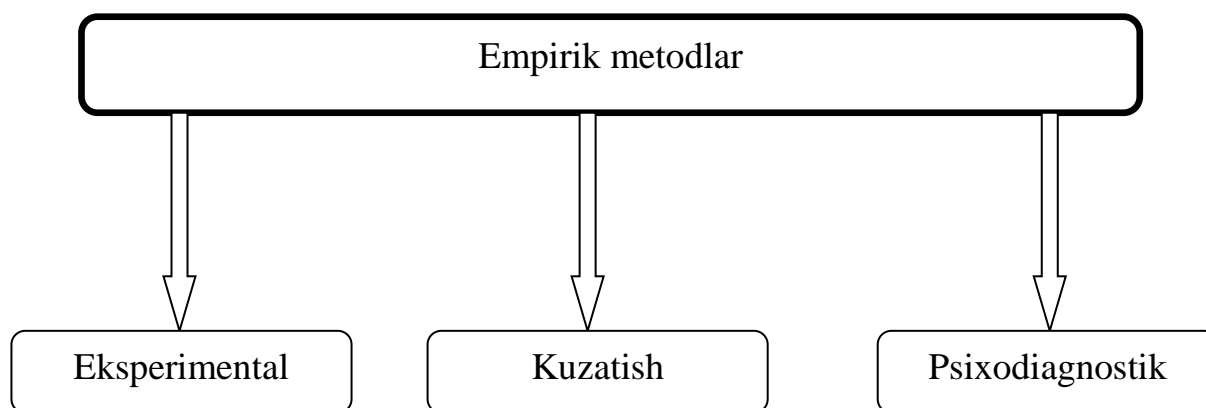 Empirik metodlar
Eksperimental
Kuzatish
Psixodiagnostik